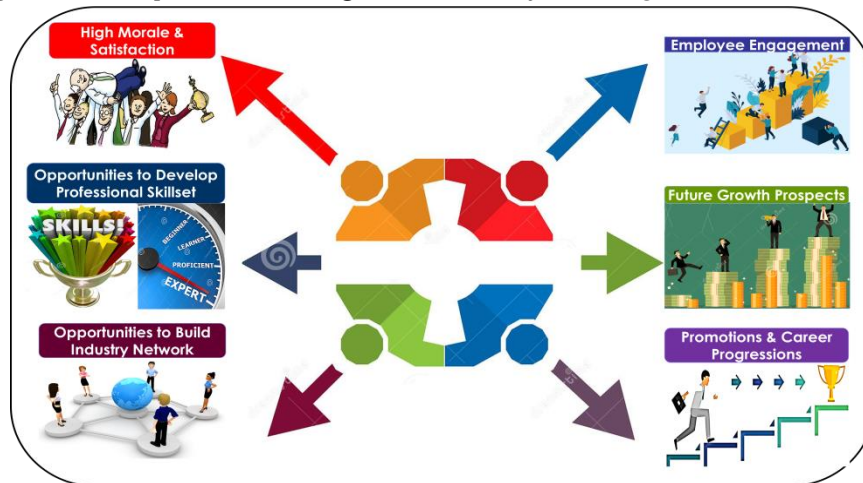 High Morale &
Satisfaction
Employee Engagement
Opportunities to Develop
Professional Skillset
SKILLS!
BEGINNER
LEARNER
PROFICIENT
EXPERT
Future Growth Prospects
Opportunities to Build
Industry Network
Promotions & Career
Progressions